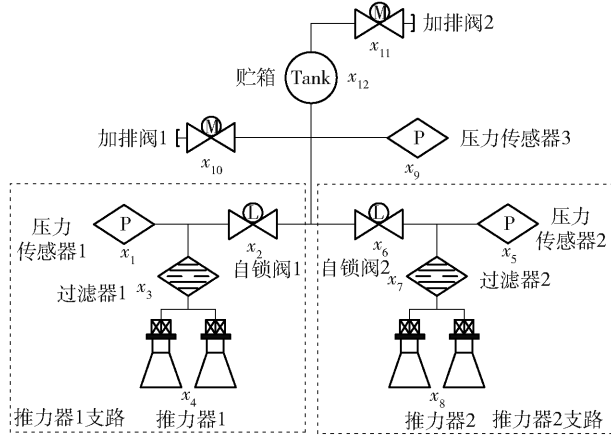 M
加排阀2
x11
贮箱
Tank
x12
加排阀1
M
P
压力传感器3
x10
x9
压力
传感器1
P
L
L
P
压力
传感器2
x1
x2
x6
x5
自锁阀1
自锁阀2
过滤器1
x3
x7
过滤器2
x4
x8
推力器1支路
推力器1
推力器2
推力器2支路